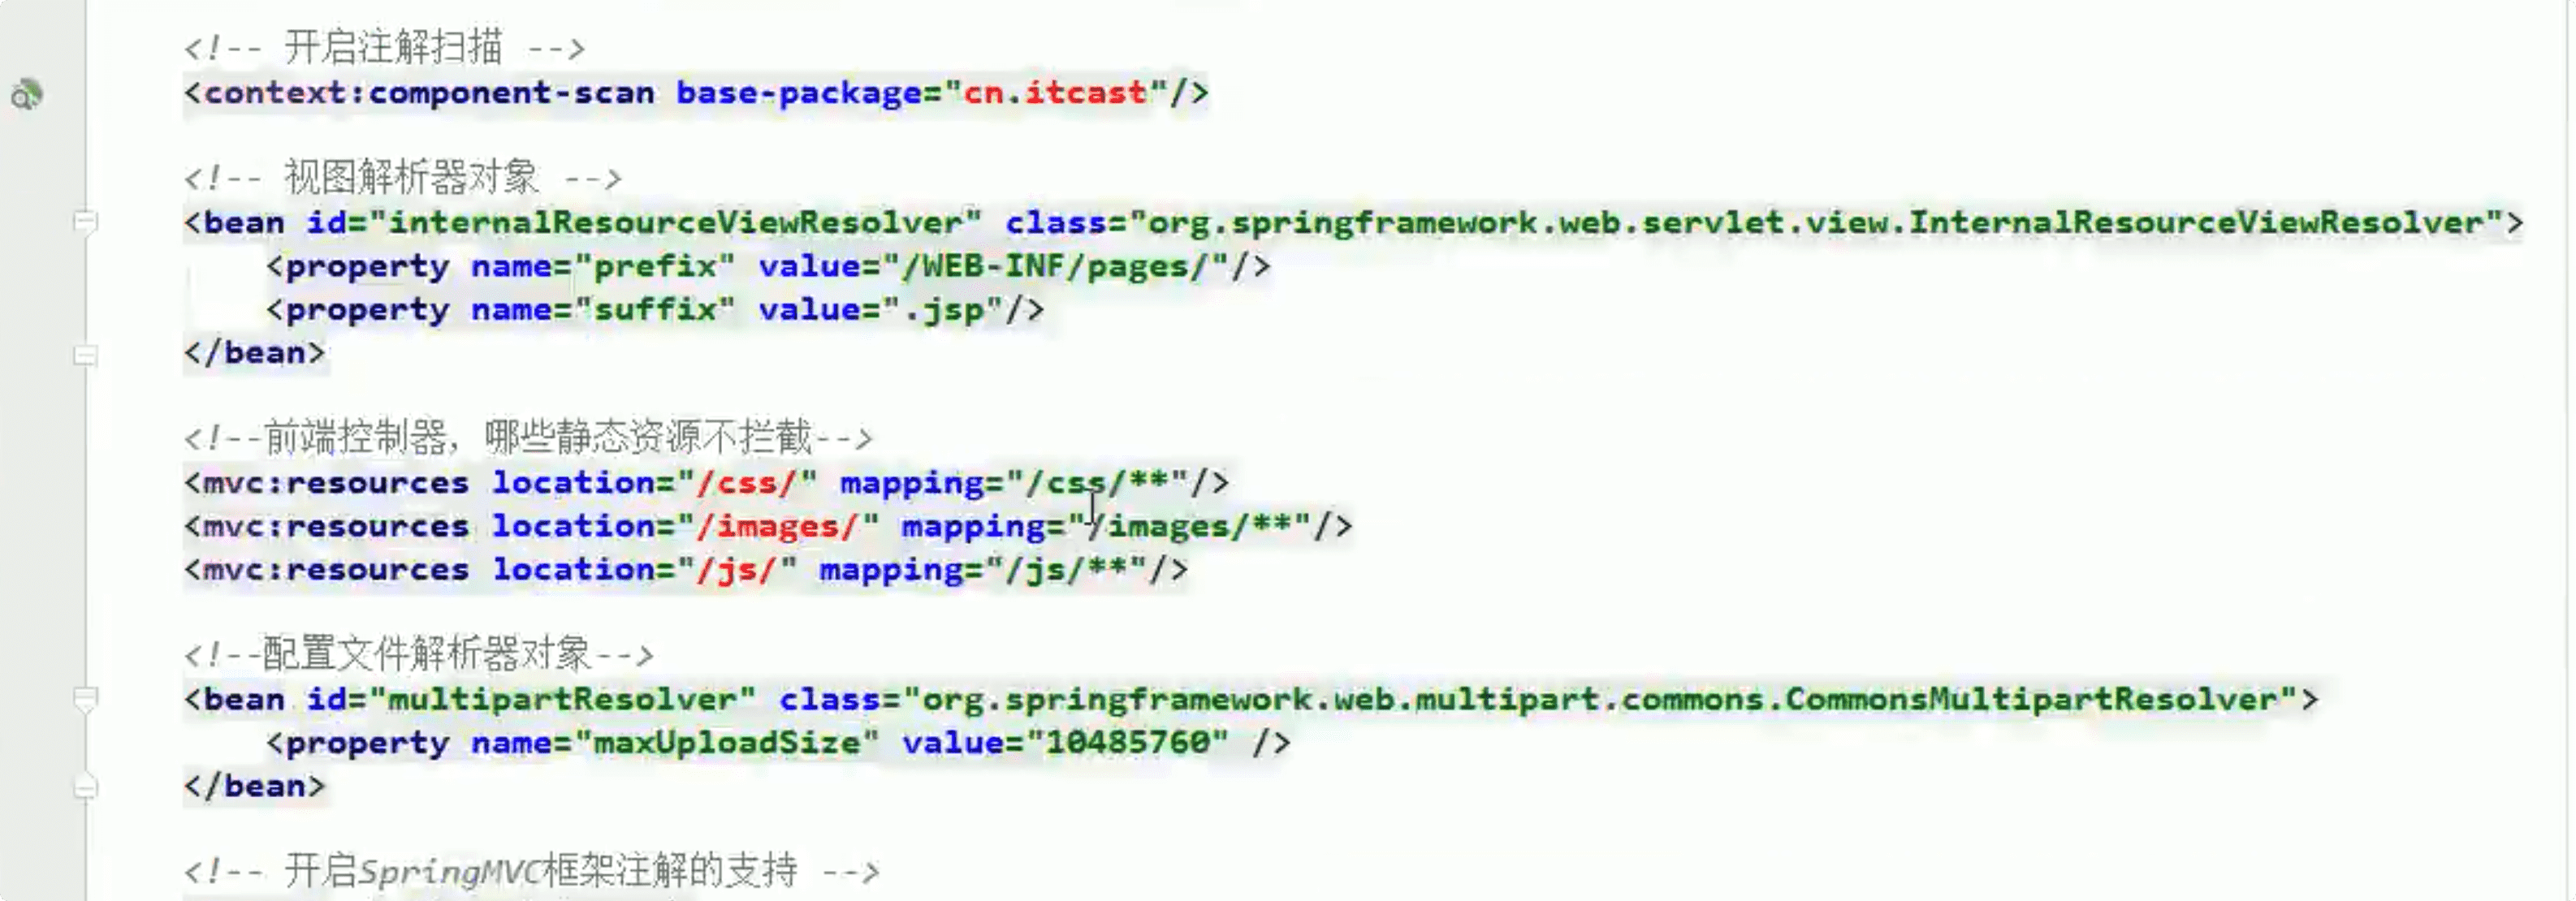 <!-- 开启注解扫描 -->
<context:component-scan base-package="cn.itcast"/>
<!-- 视图解析器对象 -->
<bean id="internalResourceViewResolver" class="org.springframework.web.servlet.view.InternalResourceViewResolver">
<property name="prefix" value="/WEB-INF/pages/"/>
<property name="suffix" value=".jsp"/>
</bean>
<!--前端控制器，哪些静态资源不拦截-->
<mvc:resources location="/css/" mapping="/css/**"/>
<mvc:resources location="/images/" mapping="/images/**"/>
<mvc:resources location="/js/" mapping="/js/**"/>
<!--配置文件解析器对象-->
<bean id="multipartResolver" class="org.springframework.web.multipart.commons.CommonsMultipartResolver">
<property name="maxUploadSize" value="10485760" />
</bean>
<!-- 开启SpringMVC框架注解的支持 -->